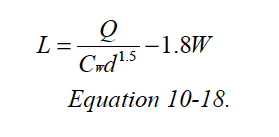 L = Q / (C_w d^1.5) − 1.8W
Equation 10-18.